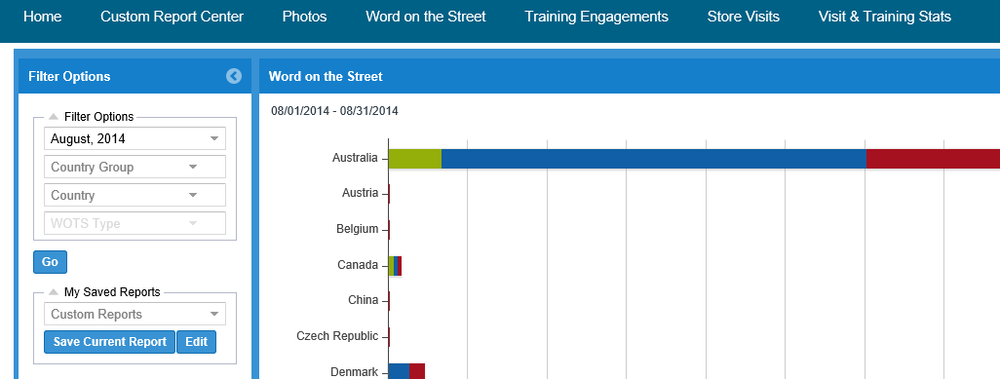 Home Custom Report Center Photos Word on the Street Training Engagements Store Visits Visit & Training Stats
Filter Options
Filter Options
August, 2014
Country Group
Country
WOTS Type
Go
My Saved Reports
Custom Reports
Save Current Report Edit
Word on the Street
08/01/2014 - 08/31/2014
Australia
Austria
Belgium
Canada
China
Czech Republic
Denmark